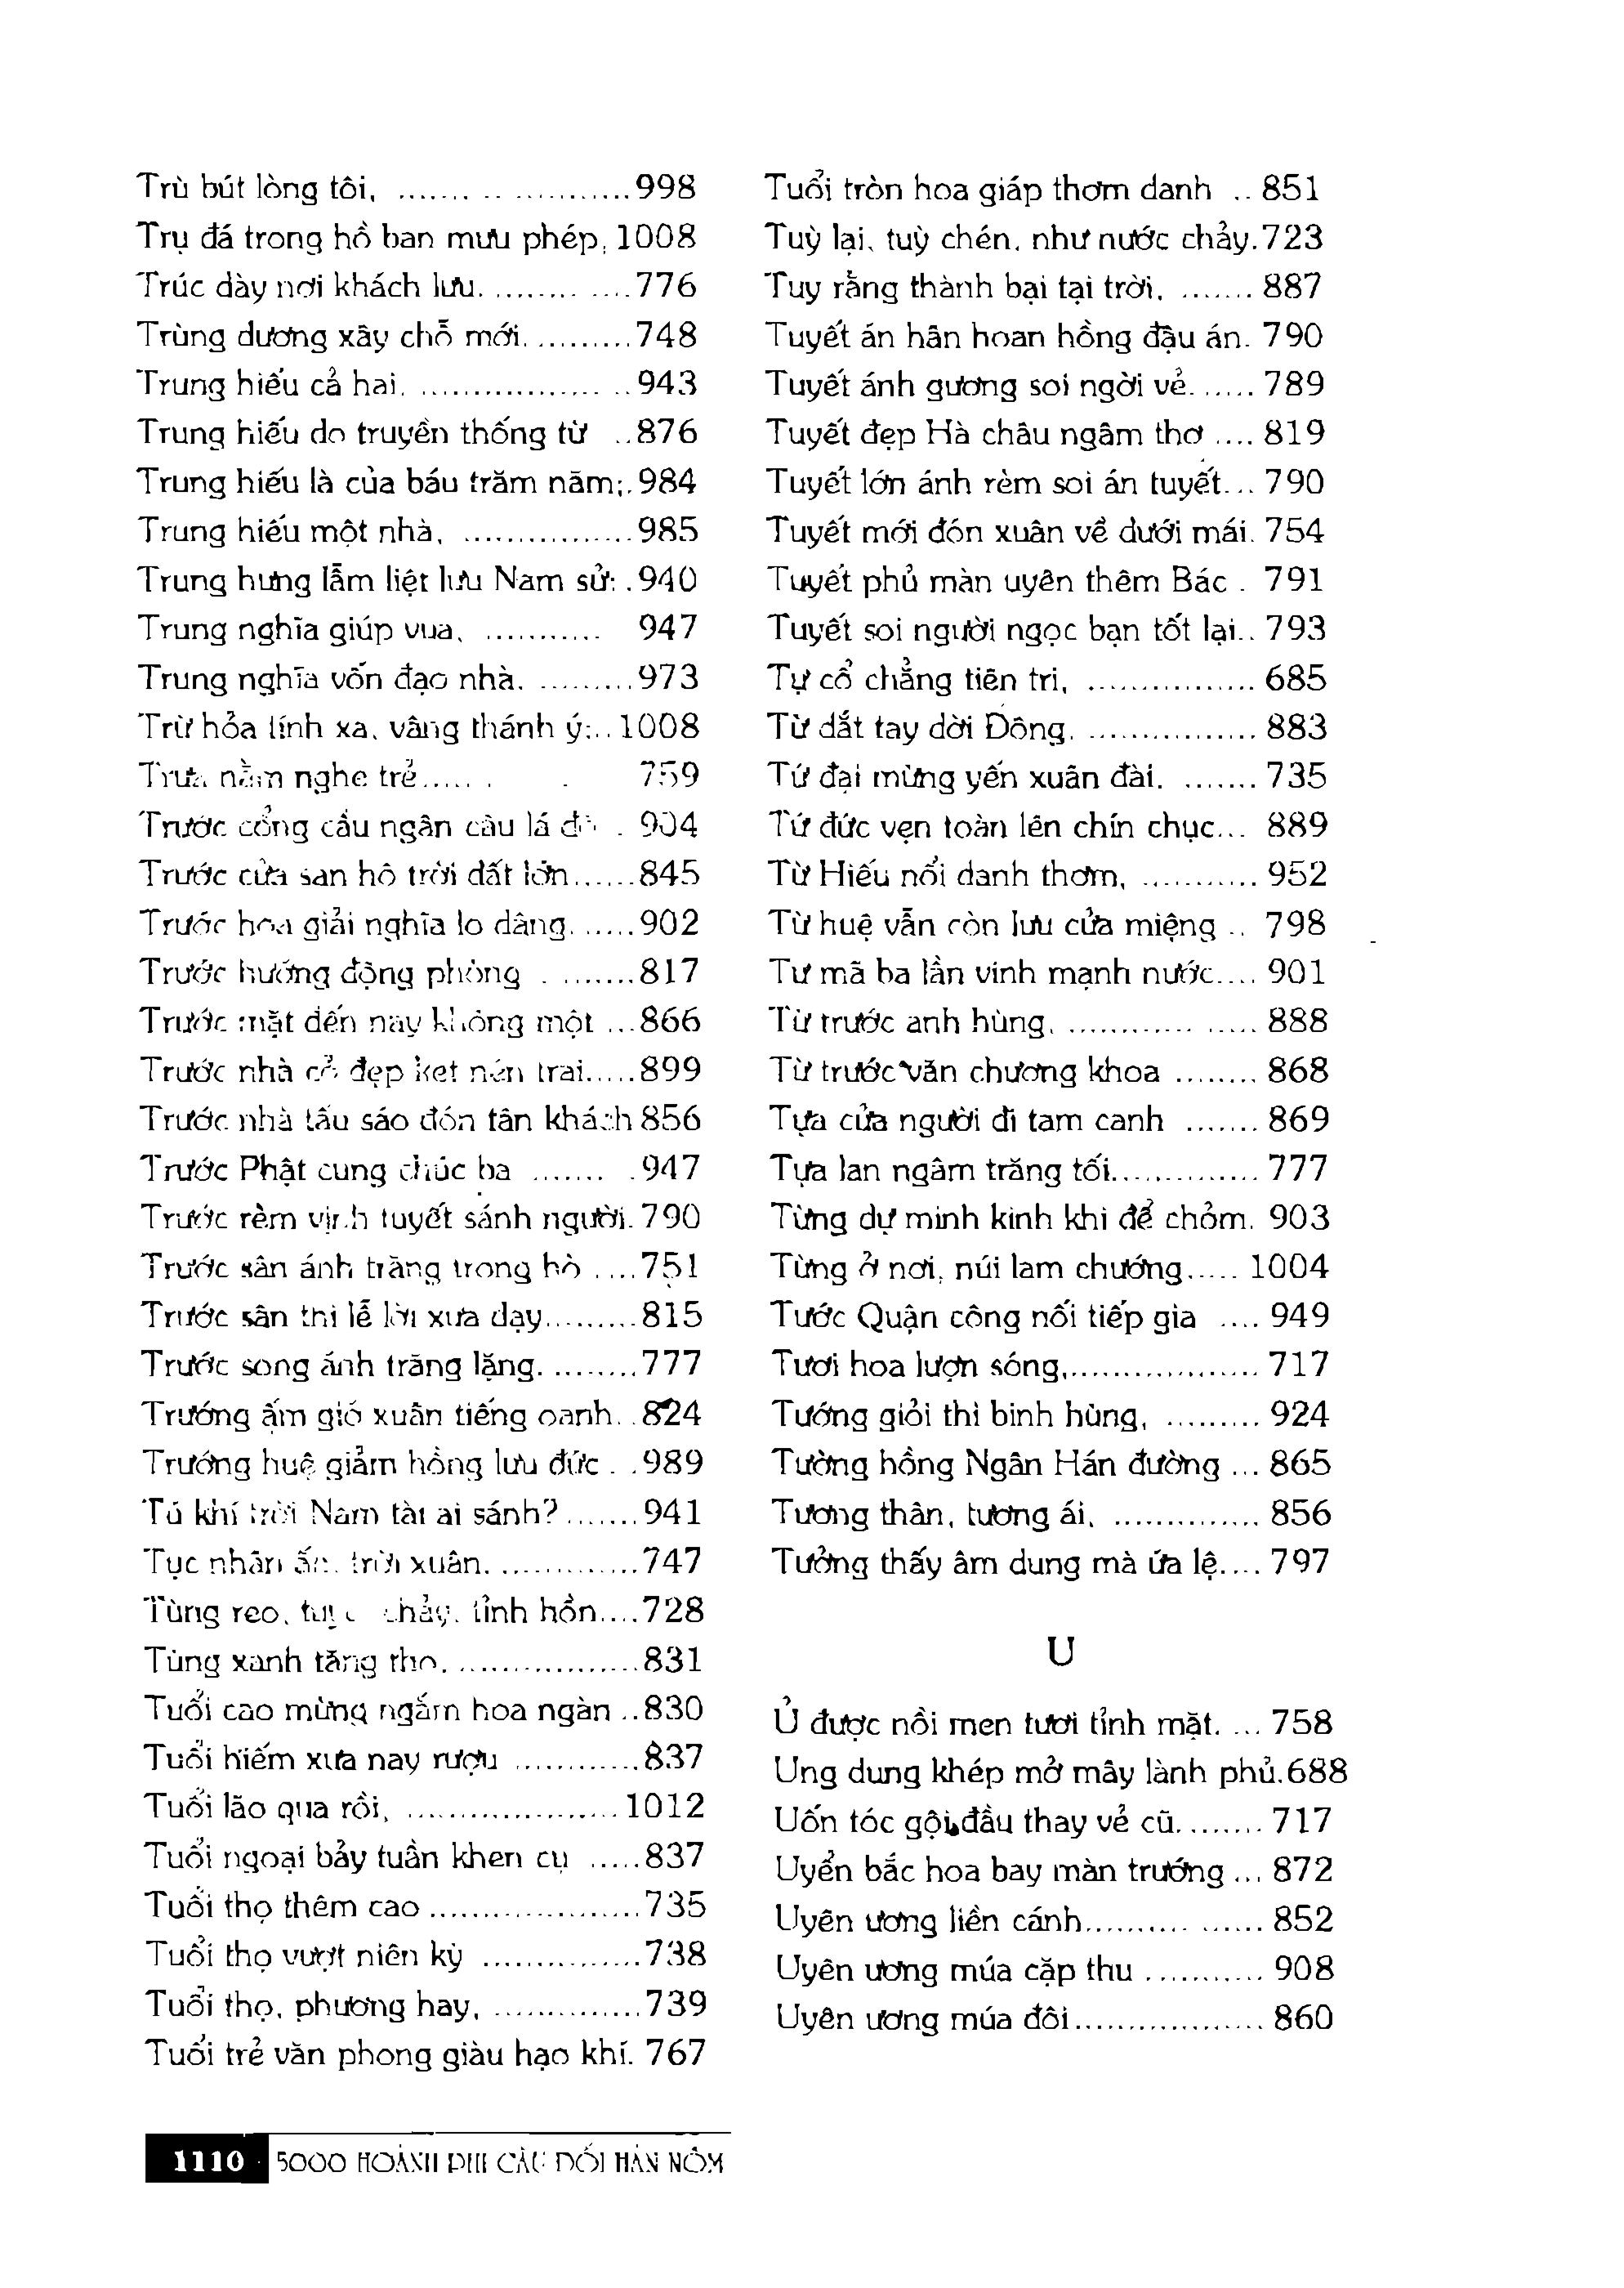 Trù bút lòng tôi, ....................998
Trụ đá trong hồ ban mưu phép, 1008
Trúc dày nơi khách lưu. ............776
Trùng dương xây chỗ mới. ..........748
Trung hiếu cả hai. ..................943
Trung hiếu do truyền thống từ ..876
Trung hiếu là của báu trăm năm;.984
Trung hiếu một nhà, ................985
Trung hưng lẫm liệt lưu Nam sử: .940
Trung nghĩa giúp vua, ........... 947
Trung nghĩa vốn đạo nhà. .........973
Trừ hỏa tính xa, vâng thánh ý;..1008
Trưa nằm nghe trẻ....... 759
Trước cổng cầu ngân câu lá đỏ . 904
Trước cửa san hô trời đất lớn......845
Trước hoa giải nghĩa lo dâng. .....902
Trước hướng động phòng . .......817
Trước mặt đến nay không một ...866
Trước nhà cỏ đẹp kết nên trai.....899
Trước nhà tấu sáo đón tân khách 856
Trước Phật cung chúc ba ....... .947
Trước rèm vịnh tuyết sánh người. 790
Trước sân ánh trăng trong hồ ....751
Trước sân thi lễ lời xưa dạy.........815
Trước song ánh trăng lặng. ........777
Trướng ấm gió xuân tiếng oanh. .824
Trướng huệ giảm hồng lưu đức . .989
Tú khí trời Nam tài ai sánh? .......941
Tục nhân trời xuân. .............747
Tùng reo, chảy, tỉnh hồn....728
Tùng xanh tăng thọ. .................831
Tuổi cao mừng ngắm hoa ngàn ..830
Tuổi hiếm xưa nay rượu ............837
Tuổi lão qua rồi, ....................1012
Tuổi ngoại bảy tuần khen cụ .....837
Tuổi thọ thêm cao ....................735
Tuổi thọ vượt niên kỳ ...............738
Tuổi thọ, phương hay, ..............739
Tuổi trẻ văn phong giàu hạo khí. 767
Tuổi tròn hoa giáp thơm danh .. 851
Tuỳ lại, tuỳ chén, như nước chảy.723
Tuy rằng thành bại tại trời, ....... 887
Tuyết án hân hoan hồng đậu án. 790
Tuyết ánh gương soi ngời vẻ...... 789
Tuyết đẹp Hà châu ngâm thơ .... 819
Tuyết lớn ánh rèm soi án tuyết... 790
Tuyết mới đón xuân về dưới mái. 754
Tuyết phủ màn uyên thêm Bác . 791
Tuyết soi người ngọc bạn tốt lại.. 793
Tự cổ chẳng tiên tri, ................ 685
Từ dắt tay dời Đông, ................ 883
Tứ đại mừng yến xuân đài. ....... 735
Tứ đức vẹn toàn lên chín chục... 889
Từ Hiếu nổi danh thơm, ........... 952
Từ huệ vẫn còn lưu cửa miệng .. 798
Tư mã ba lần vinh mạnh nước.... 901
Từ trước anh hùng, ................. 888
Từ trước văn chương khoa ........ 868
Tựa cửa người đi tam canh ....... 869
Tựa lan ngâm trăng tối.............. 777
Từng dự minh kinh khi để chỏm. 903
Từng ở nơi, núi lam chướng..... 1004
Tước Quận công nối tiếp gia .... 949
Tươi hoa lượn sóng,.................. 717
Tướng giỏi thì binh hùng, ......... 924
Tường hồng Ngân Hán đường ... 865
Tương thân, tương ái, .............. 856
Tưởng thấy âm dung mà ứa lệ.... 797
U
Ủ được nồi men tươi tỉnh mặt. ... 758
Ung dung khép mở mây lành phủ.688
Uốn tóc gội đầu thay vẻ cũ. ....... 717
Uyển bắc hoa bay màn trướng ... 872
Uyên ương liền cánh................. 852
Uyên ương múa cặp thu ........... 908
Uyên ương múa đôi................... 860
1110 · 5000 HOÀNH PHI CÂU ĐỐI HÁN NÔM